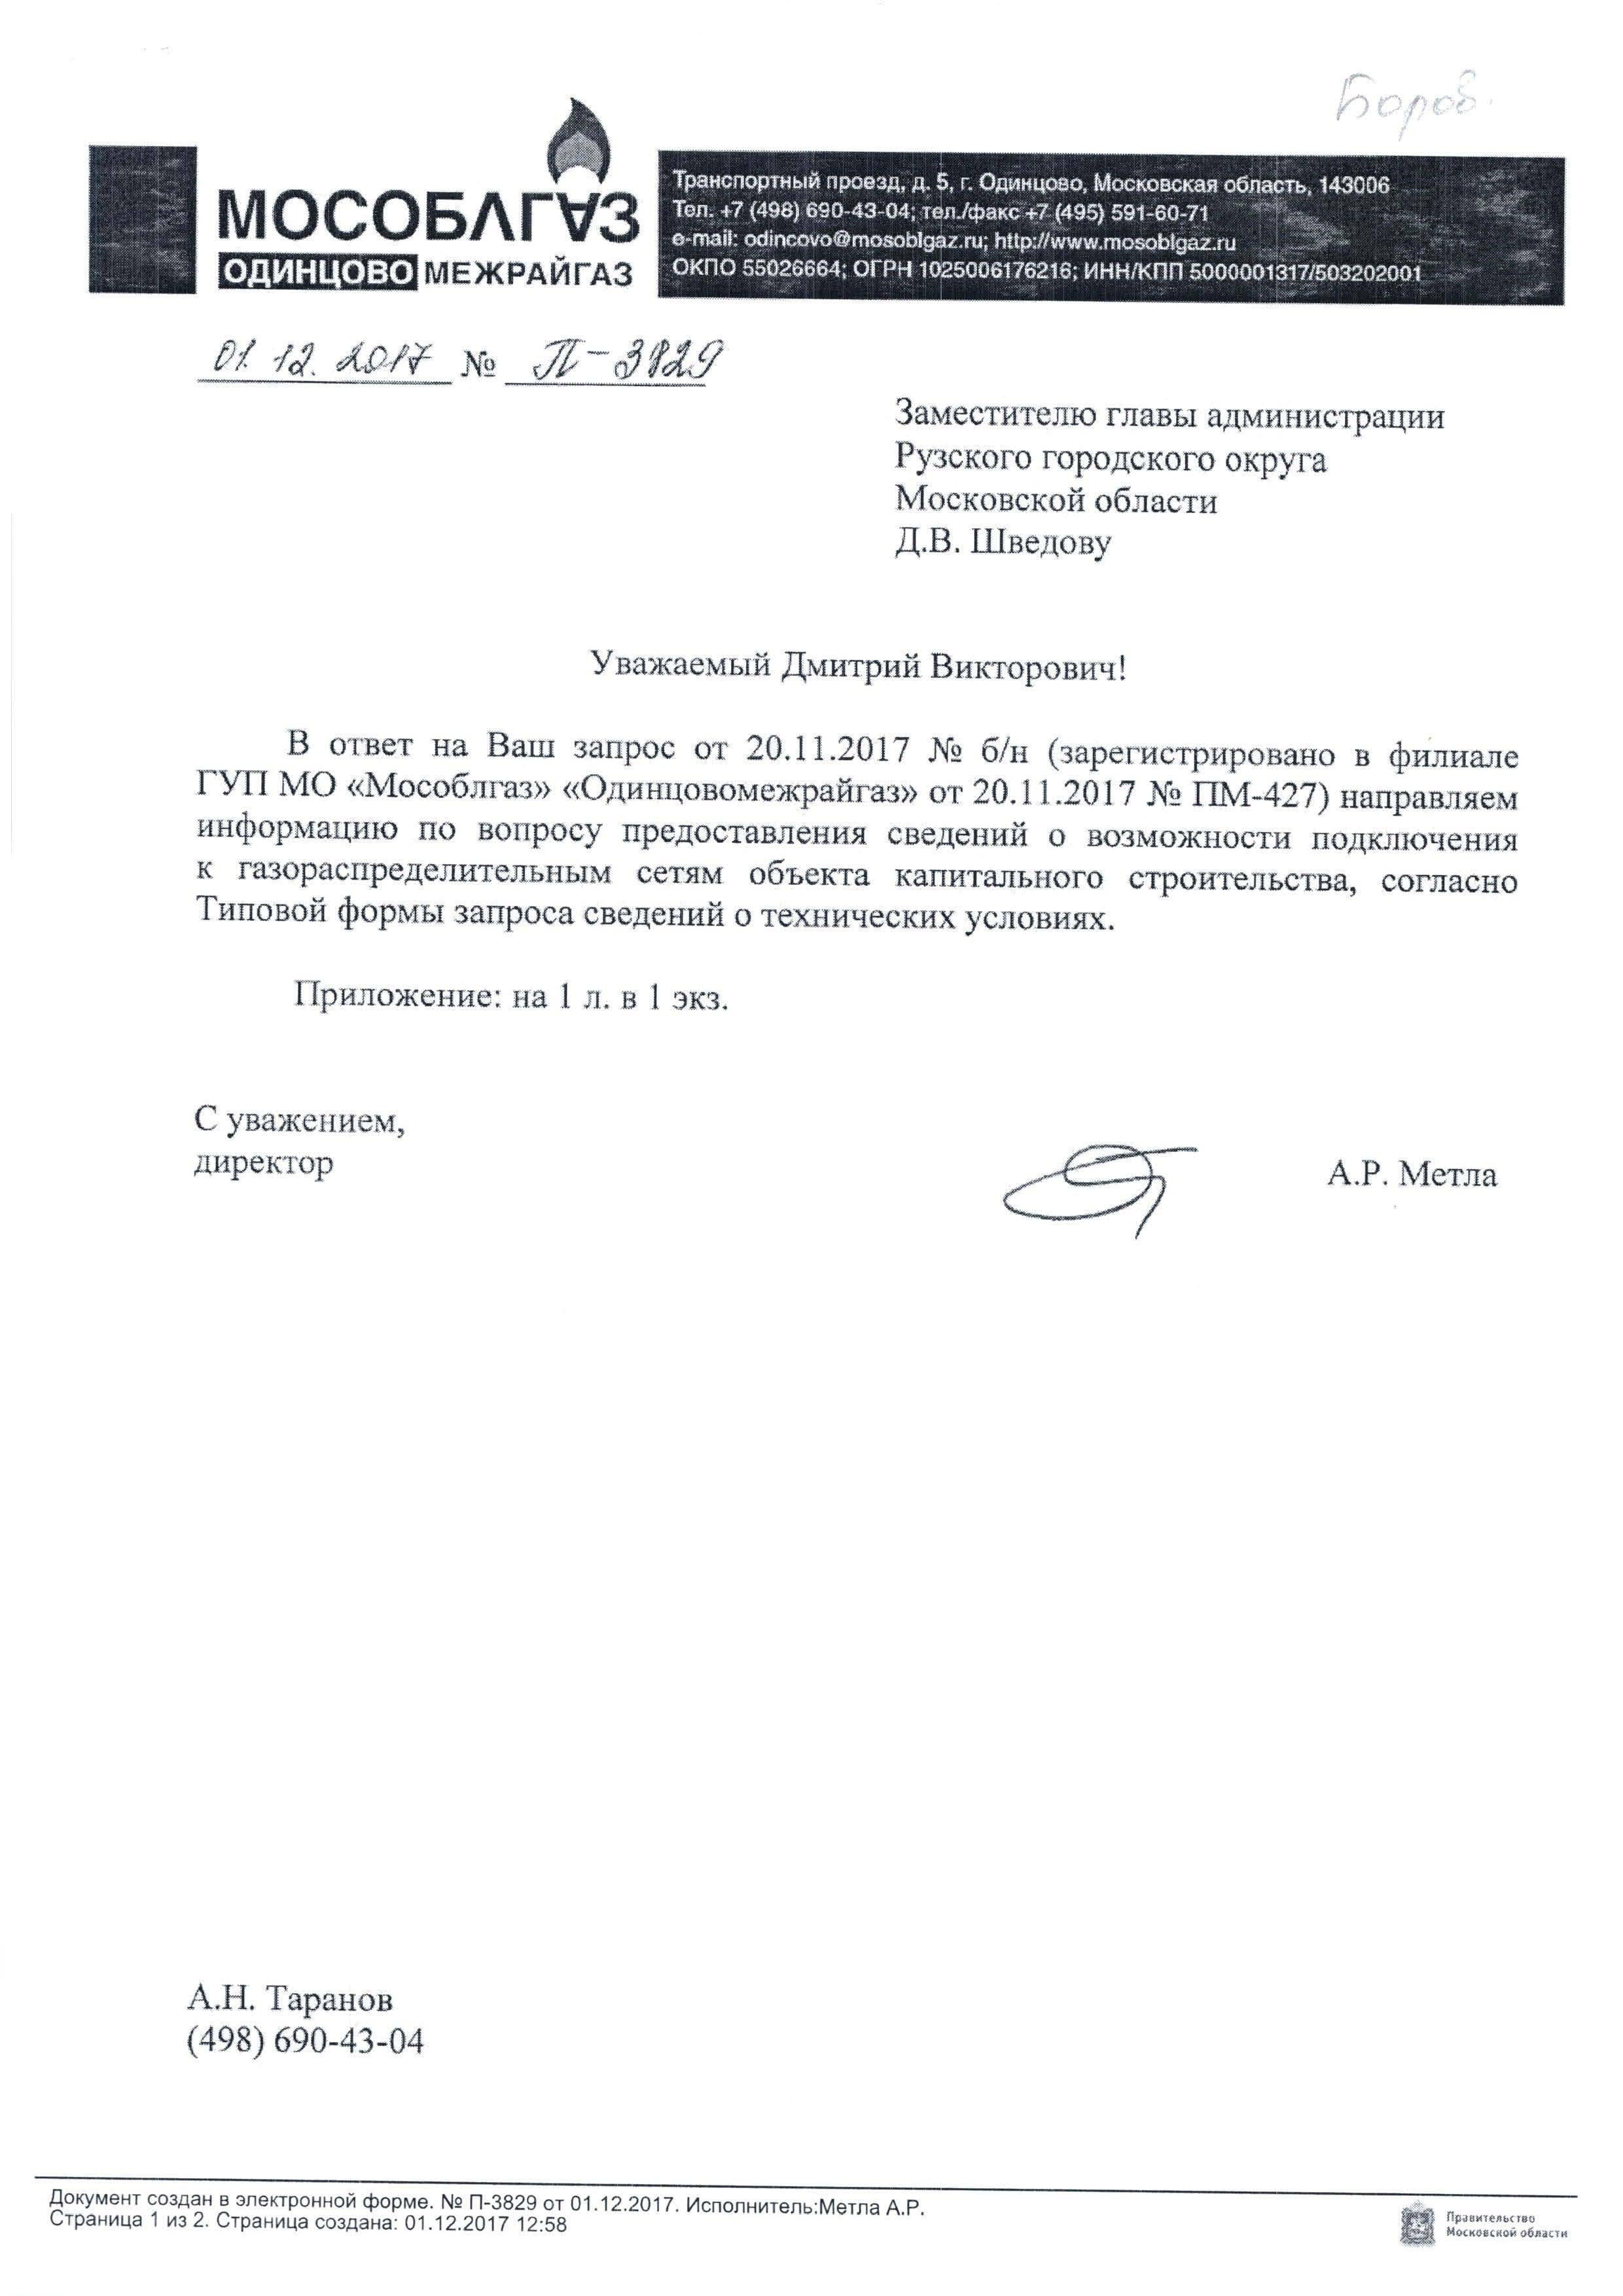 Боров.
МОСОБЛГАЗ
ОДИНЦОВО МЕЖРАЙГАЗ
Транспортный проезд, д. 5, г. Одинцово, Московская область, 143006
Тел. +7 (498) 690-43-04; тел./факс +7 (495) 591-60-71
e-mail: odincovo@mosoblgaz.ru; http://www.mosoblgaz.ru
ОКПО 55026664; ОГРН 1025006176216; ИНН/КПП 5000001317/503202001
01.12.2017 № П-3829
Заместителю главы администрации
Рузского городского округа
Московской области
Д.В. Шведову
Уважаемый Дмитрий Викторович!
В ответ на Ваш запрос от 20.11.2017 № б/н (зарегистрировано в филиале
ГУП МО «Мособлгаз» «Одинцовомежрайгаз» от 20.11.2017 № ПМ-427) направляем
информацию по вопросу предоставления сведений о возможности подключения
к газораспределительным сетям объекта капитального строительства, согласно
Типовой формы запроса сведений о технических условиях.
Приложение: на 1 л. в 1 экз.
С уважением,
директор
А.Р. Метла
А.Н. Таранов
(498) 690-43-04
Документ создан в электронной форме. № П-3829 от 01.12.2017. Исполнитель:Метла А.Р.
Страница 1 из 2. Страница создана: 01.12.2017 12:58
Правительство
Московской области